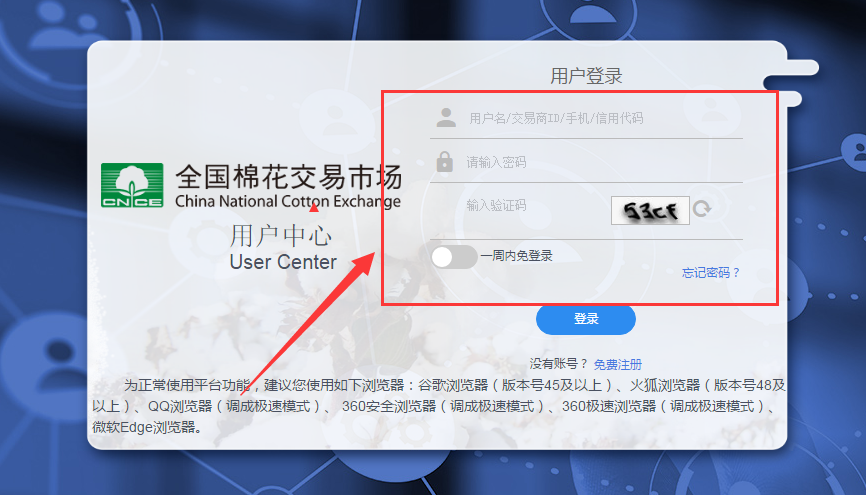 用户登录
用户名/交易商ID/手机/信用代码
请输入密码
输入验证码
53cf
一周内免登录
忘记密码？
登录
没有账号？ 免费注册
CNCE
全国棉花交易市场
China National Cotton Exchange
用户中心
User Center
为正常使用平台功能，建议您使用如下浏览器：谷歌浏览器（版本号45及以上）、火狐浏览器（版本号48及
以上）、QQ浏览器（调成极速模式）、 360安全浏览器（调成极速模式）、360极速浏览器（调成极速模式）、
微软Edge浏览器。